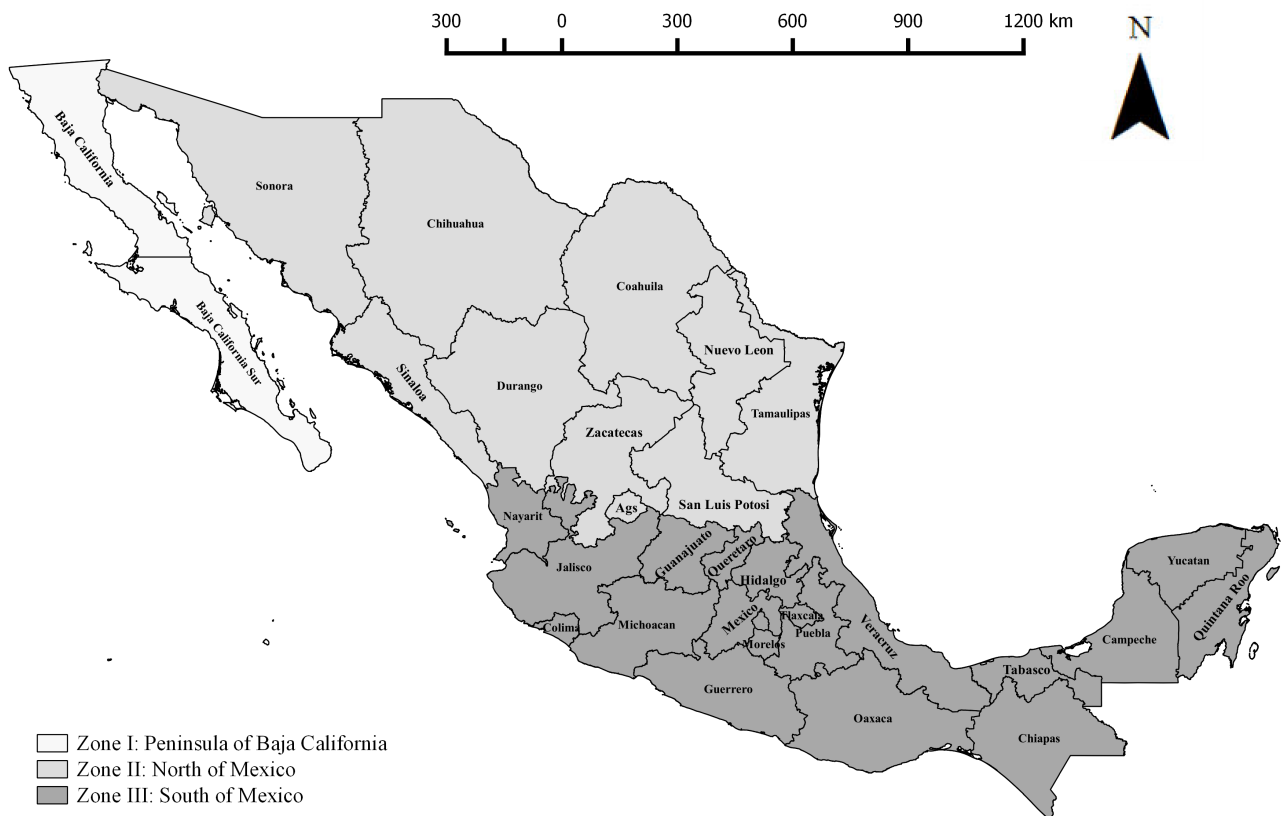 300 0 300 600 900 1200 km
N
Baja California
Sonora
Chihuahua
Coahuila
Baja California Sur
Nuevo Leon
Sinaloa
Durango
Tamaulipas
Zacatecas
San Luis Potosi
Ags
Nayarit
Guanajuato
Queretaro
Jalisco
Hidalgo
Yucatan
Quintana Roo
Mexico
Tlaxcala
Colima
Michoacan
Puebla
Veracruz
Morelos
Campeche
Tabasco
Guerrero
Oaxaca
Chiapas
Zone I: Peninsula of Baja California
Zone II: North of Mexico
Zone III: South of Mexico